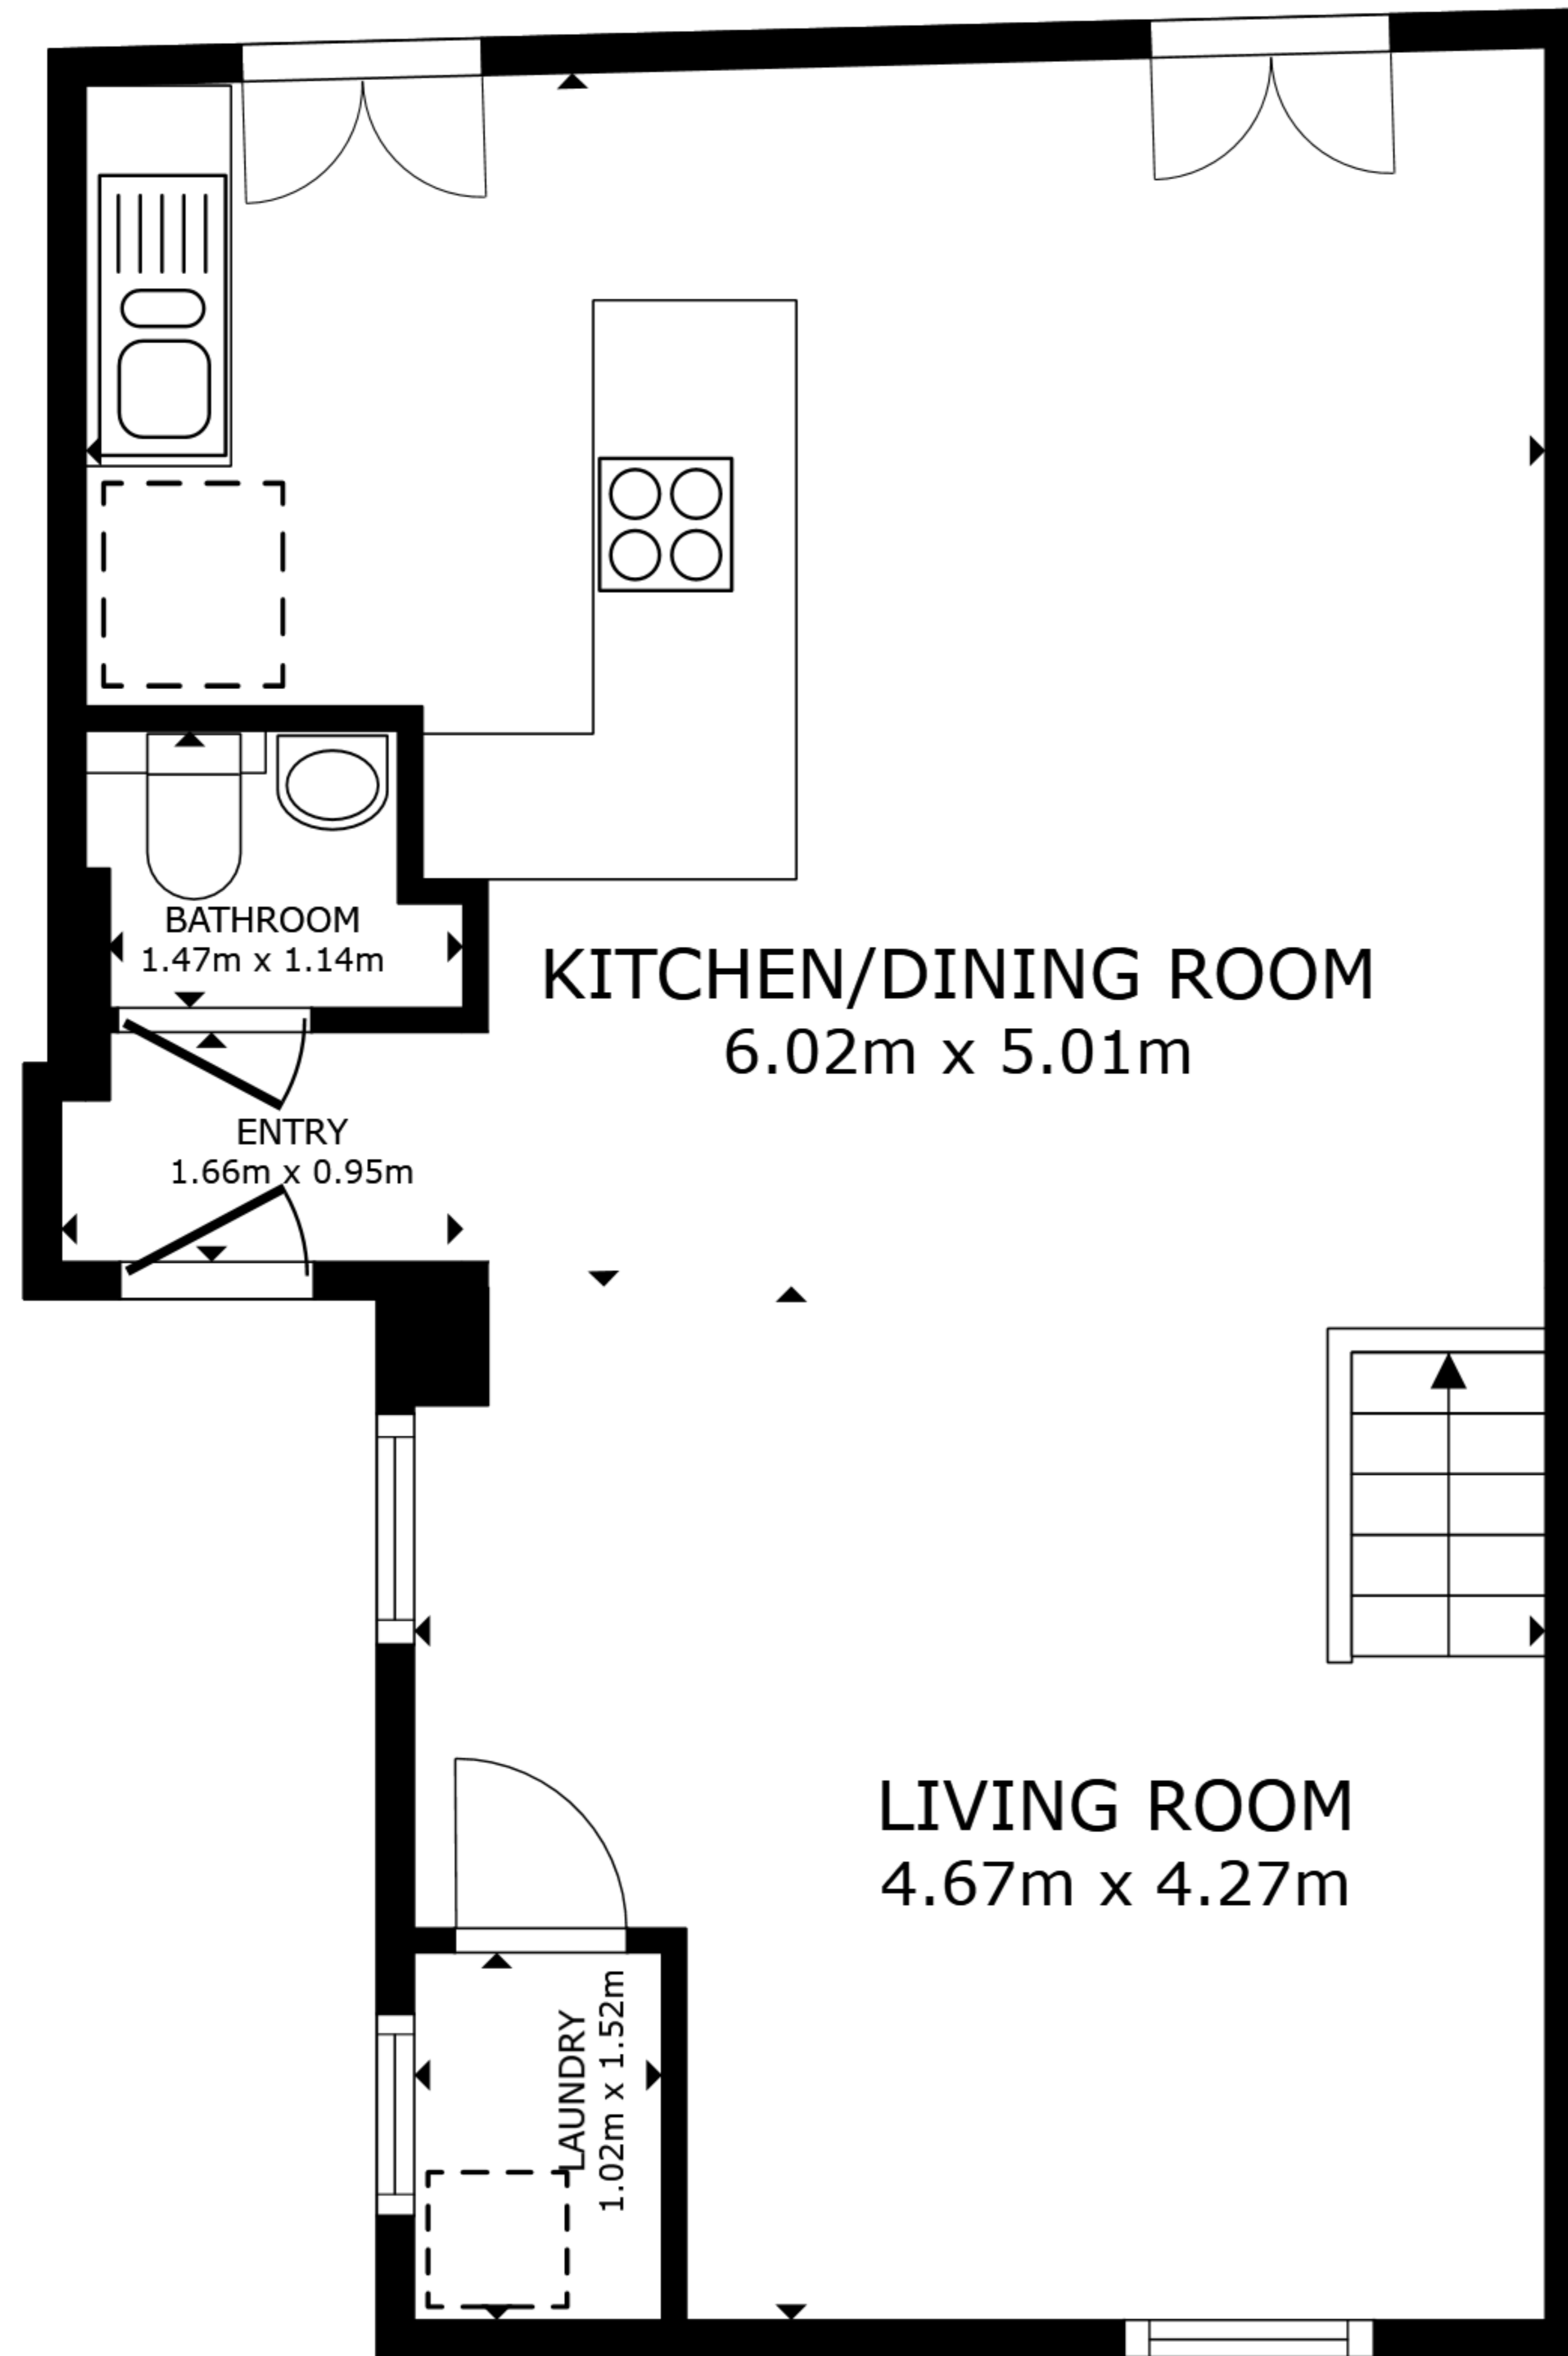 BATHROOM
1.47m x 1.14m
KITCHEN/DINING ROOM
6.02m x 5.01m
ENTRY
1.66m x 0.95m
LIVING ROOM
4.67m x 4.27m
LAUNDRY
1.02m x 1.52m